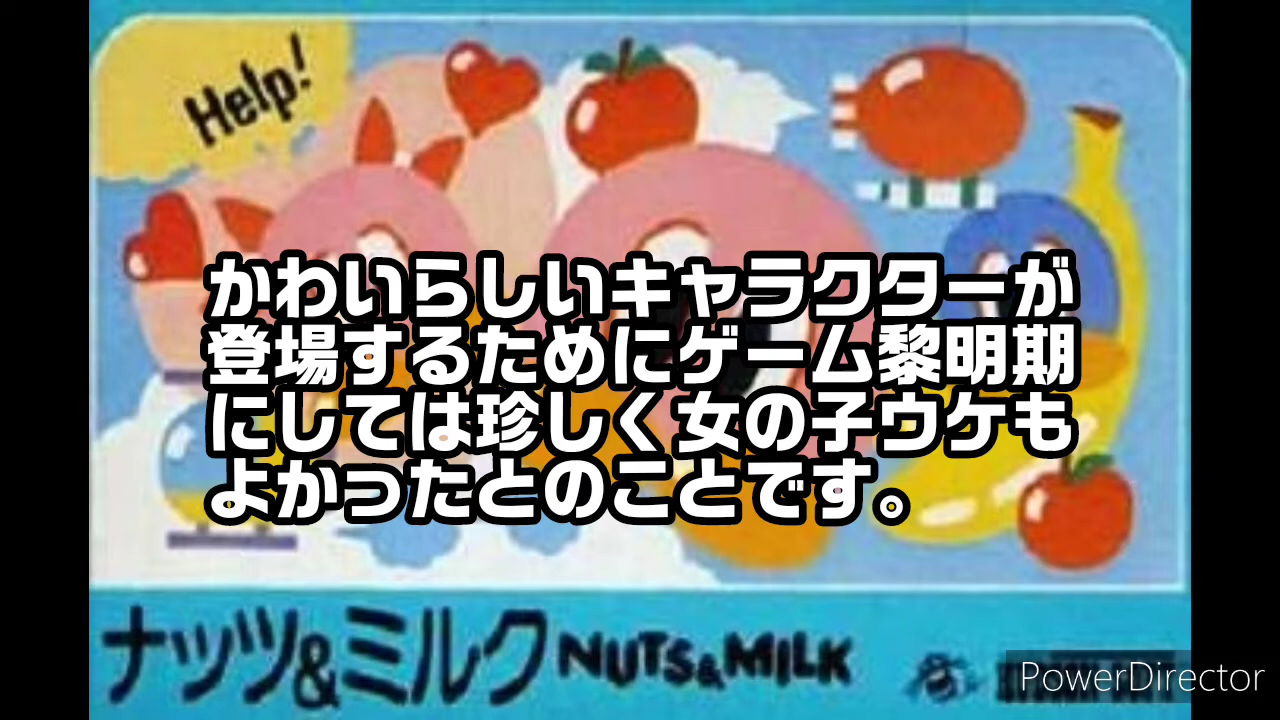 Help!
かわいらしいキャラクターが
登場するためにゲーム黎明期
にしては珍しく女の子ウケも
よかったとのことです。
ナッツ&ミルク NUTS&MILK
PowerDirector